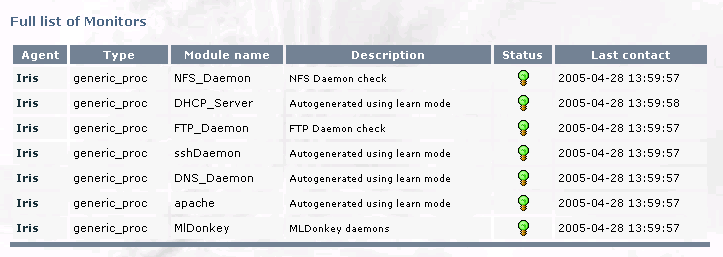 Full list of Monitors
Agent Type Module name Description Status Last contact
Iris generic_proc NFS_Daemon NFS Daemon check 2005-04-28 13:59:57
Iris generic_proc DHCP_Server Autogenerated using learn mode 2005-04-28 13:59:58
Iris generic_proc FTP_Daemon FTP Daemon check 2005-04-28 13:59:57
Iris generic_proc sshDaemon Autogenerated using learn mode 2005-04-28 13:59:57
Iris generic_proc DNS_Daemon Autogenerated using learn mode 2005-04-28 13:59:57
Iris generic_proc apache Autogenerated using learn mode 2005-04-28 13:59:57
Iris generic_proc MlDonkey MLDonkey daemons 2005-04-28 13:59:57